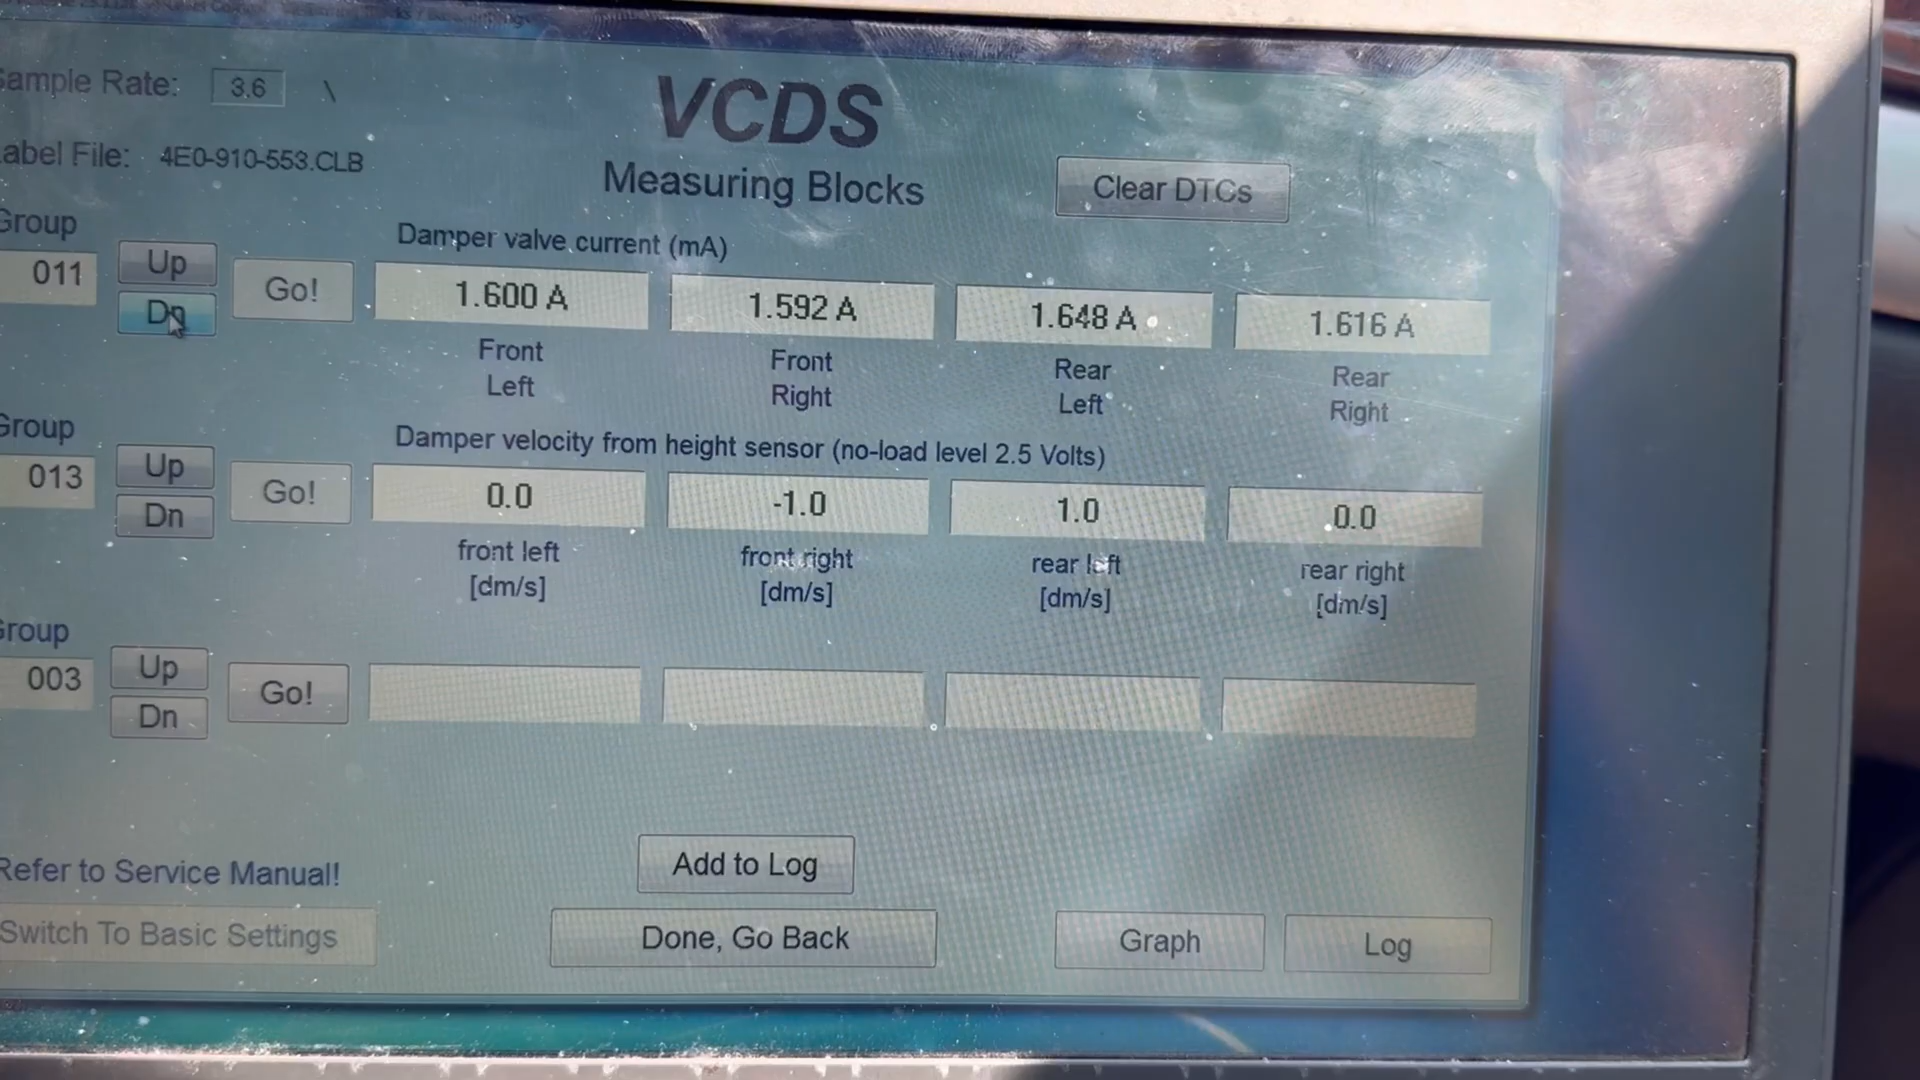 Sample Rate: 3.6 \
VCDS
Label File: 4E0-910-553.CLB
Measuring Blocks
Clear DTCs
Group
Damper valve current (mA)
011
Up
Dn
Go!
1.600 A
1.592 A
1.648 A
1.616 A
Front
Left
Front
Right
Rear
Left
Rear
Right
Group
Damper velocity from height sensor (no-load level 2.5 Volts)
013
Up
Dn
Go!
0.0
-1.0
1.0
0.0
front left
[dm/s]
front right
[dm/s]
rear left
[dm/s]
rear right
[dm/s]
Group
003
Up
Dn
Go!
Refer to Service Manual!
Add to Log
Switch To Basic Settings
Done, Go Back
Graph
Log